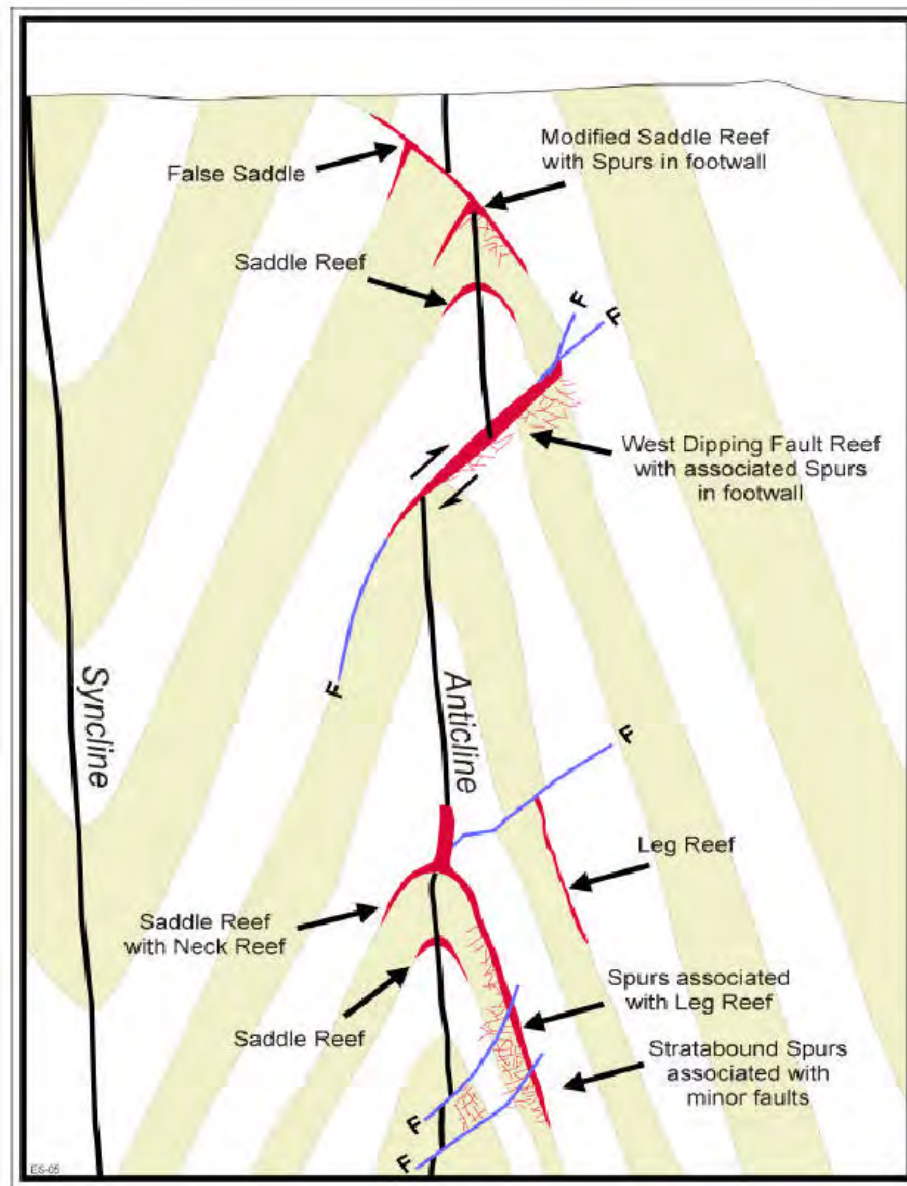 False Saddle
Modified Saddle Reef
with Spurs in footwall
Saddle Reef
F
F
West Dipping Fault Reef
with associated Spurs
in footwall
F
Syncline
Anticline
F
Leg Reef
Saddle Reef
with Neck Reef
Saddle Reef
Spurs associated
with Leg Reef
Stratabound Spurs
associated with
minor faults
F
F
ES-05